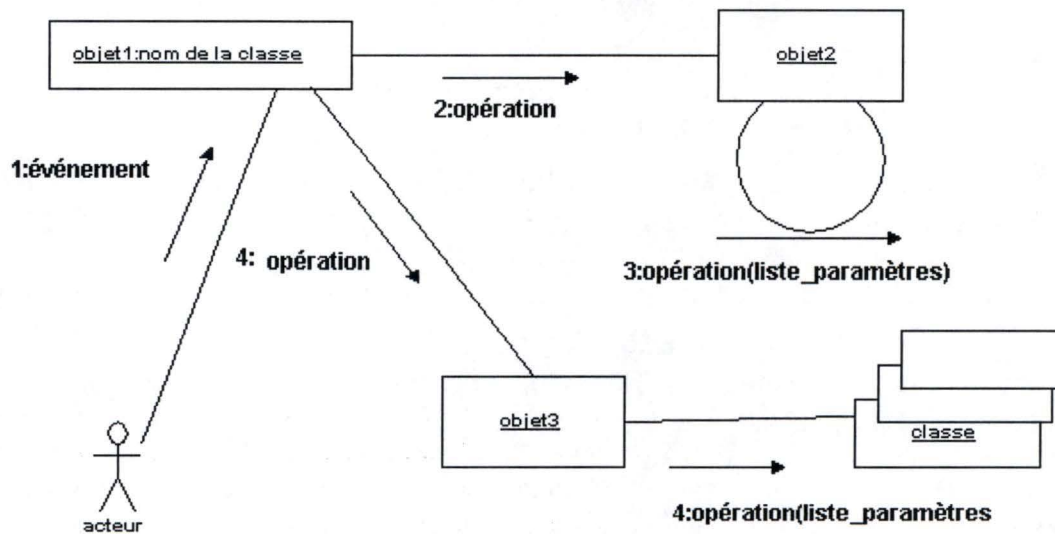 objet1:nom de la classe
objet2
2:opération
1:événement
4: opération
3:opération(liste_paramètres)
objet3
classe
4:opération(liste_paramètres
acteur